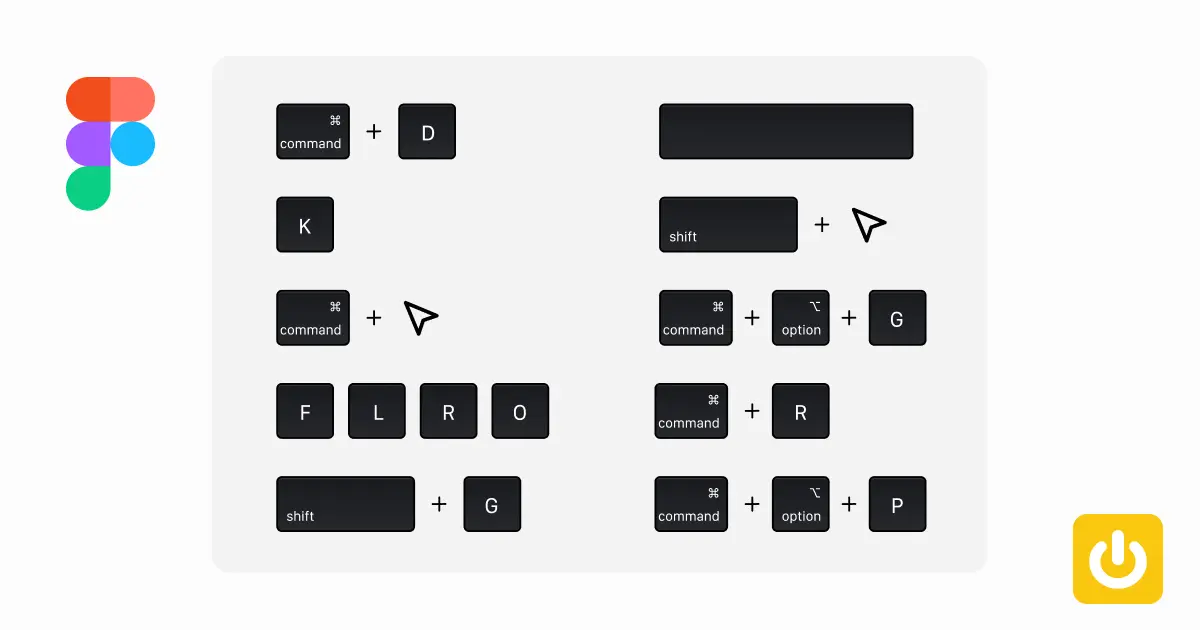 ⌘ command + D
K
⌘ command +
F L R O
shift + G
shift +
⌘ command + ⌥ option + G
⌘ command + R
⌘ command + ⌥ option + P